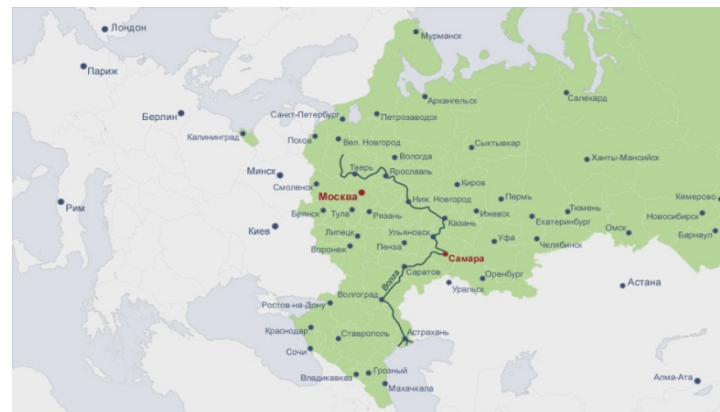 Лондон
Мурманск
Париж
Архангельск
Салехард
Берлин
Санкт-Петербург
Петрозаводск
Калининград
Псков
Вел. Новгород
Сыктывкар
Вологда
Ханты-Мансийск
Минск
Тверь
Ярославль
Смоленск
Москва
Киров
Пермь
Кемерово
Рим
Ниж. Новгород
Тюмень
Брянск
Тула
Рязань
Казань
Ижевск
Екатеринбург
Новосибирск
Киев
Липецк
Ульяновск
Омск
Барнаул
Воронеж
Пенза
Уфа
Челябинск
Самара
Волга
Саратов
Оренбург
Уральск
Астана
Волгоград
Ростов-на-Дону
Краснодар
Ставрополь
Астрахань
Сочи
Грозный
Владикавказ
Махачкала
Алма-Ата